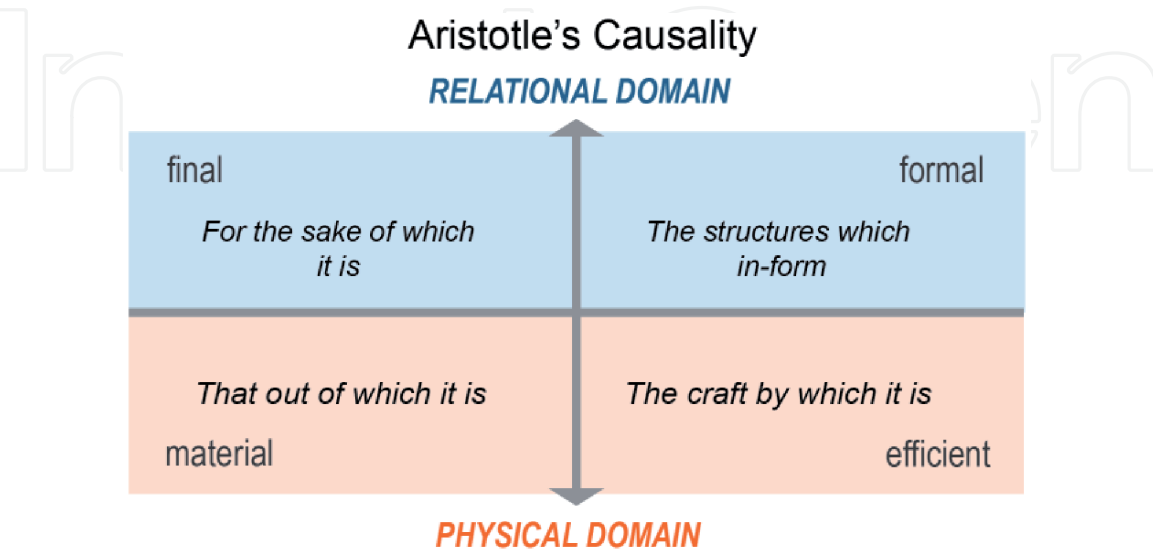 Aristotle's Causality
RELATIONAL DOMAIN
final
formal
For the sake of which
it is
The structures which
in-form
That out of which it is
The craft by which it is
material
efficient
PHYSICAL DOMAIN